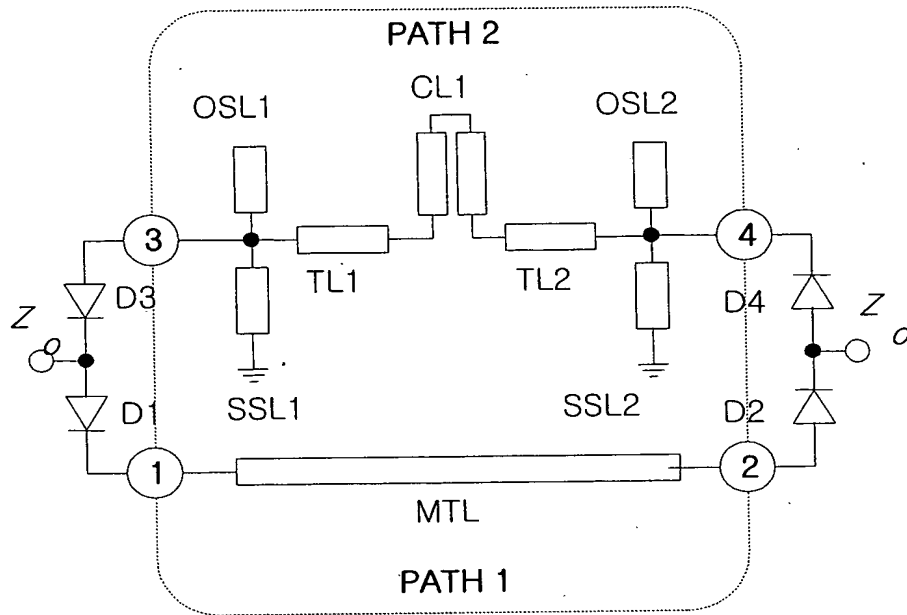 PATH 2
CL1
OSL1
OSL2
3
4
TL1
TL2
D3
D4
Z o
Z o
D1
SSL1
SSL2
D2
1
2
MTL
PATH 1